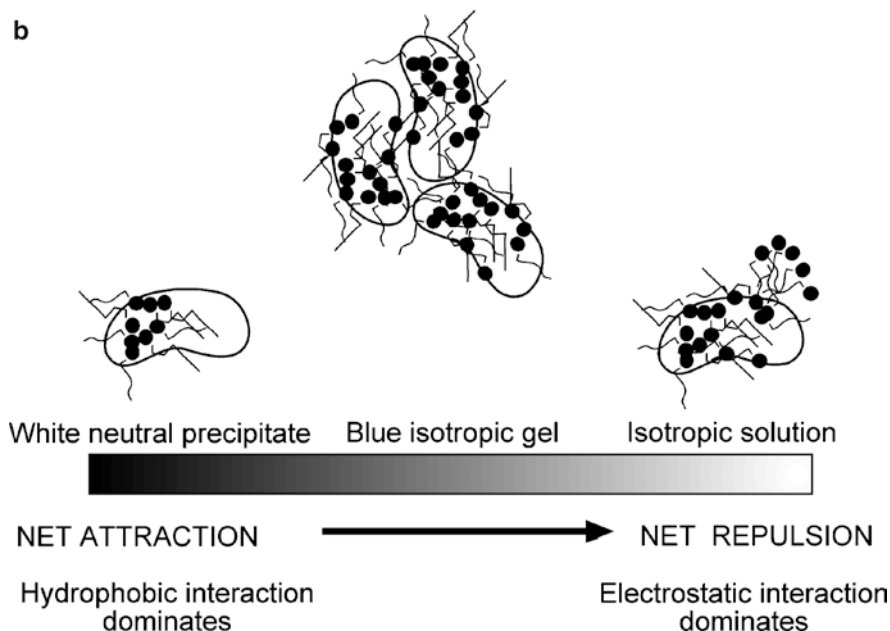 b
White neutral precipitate
Blue isotropic gel
Isotropic solution
NET ATTRACTION
NET REPULSION
Hydrophobic interaction
dominates
Electrostatic interaction
dominates